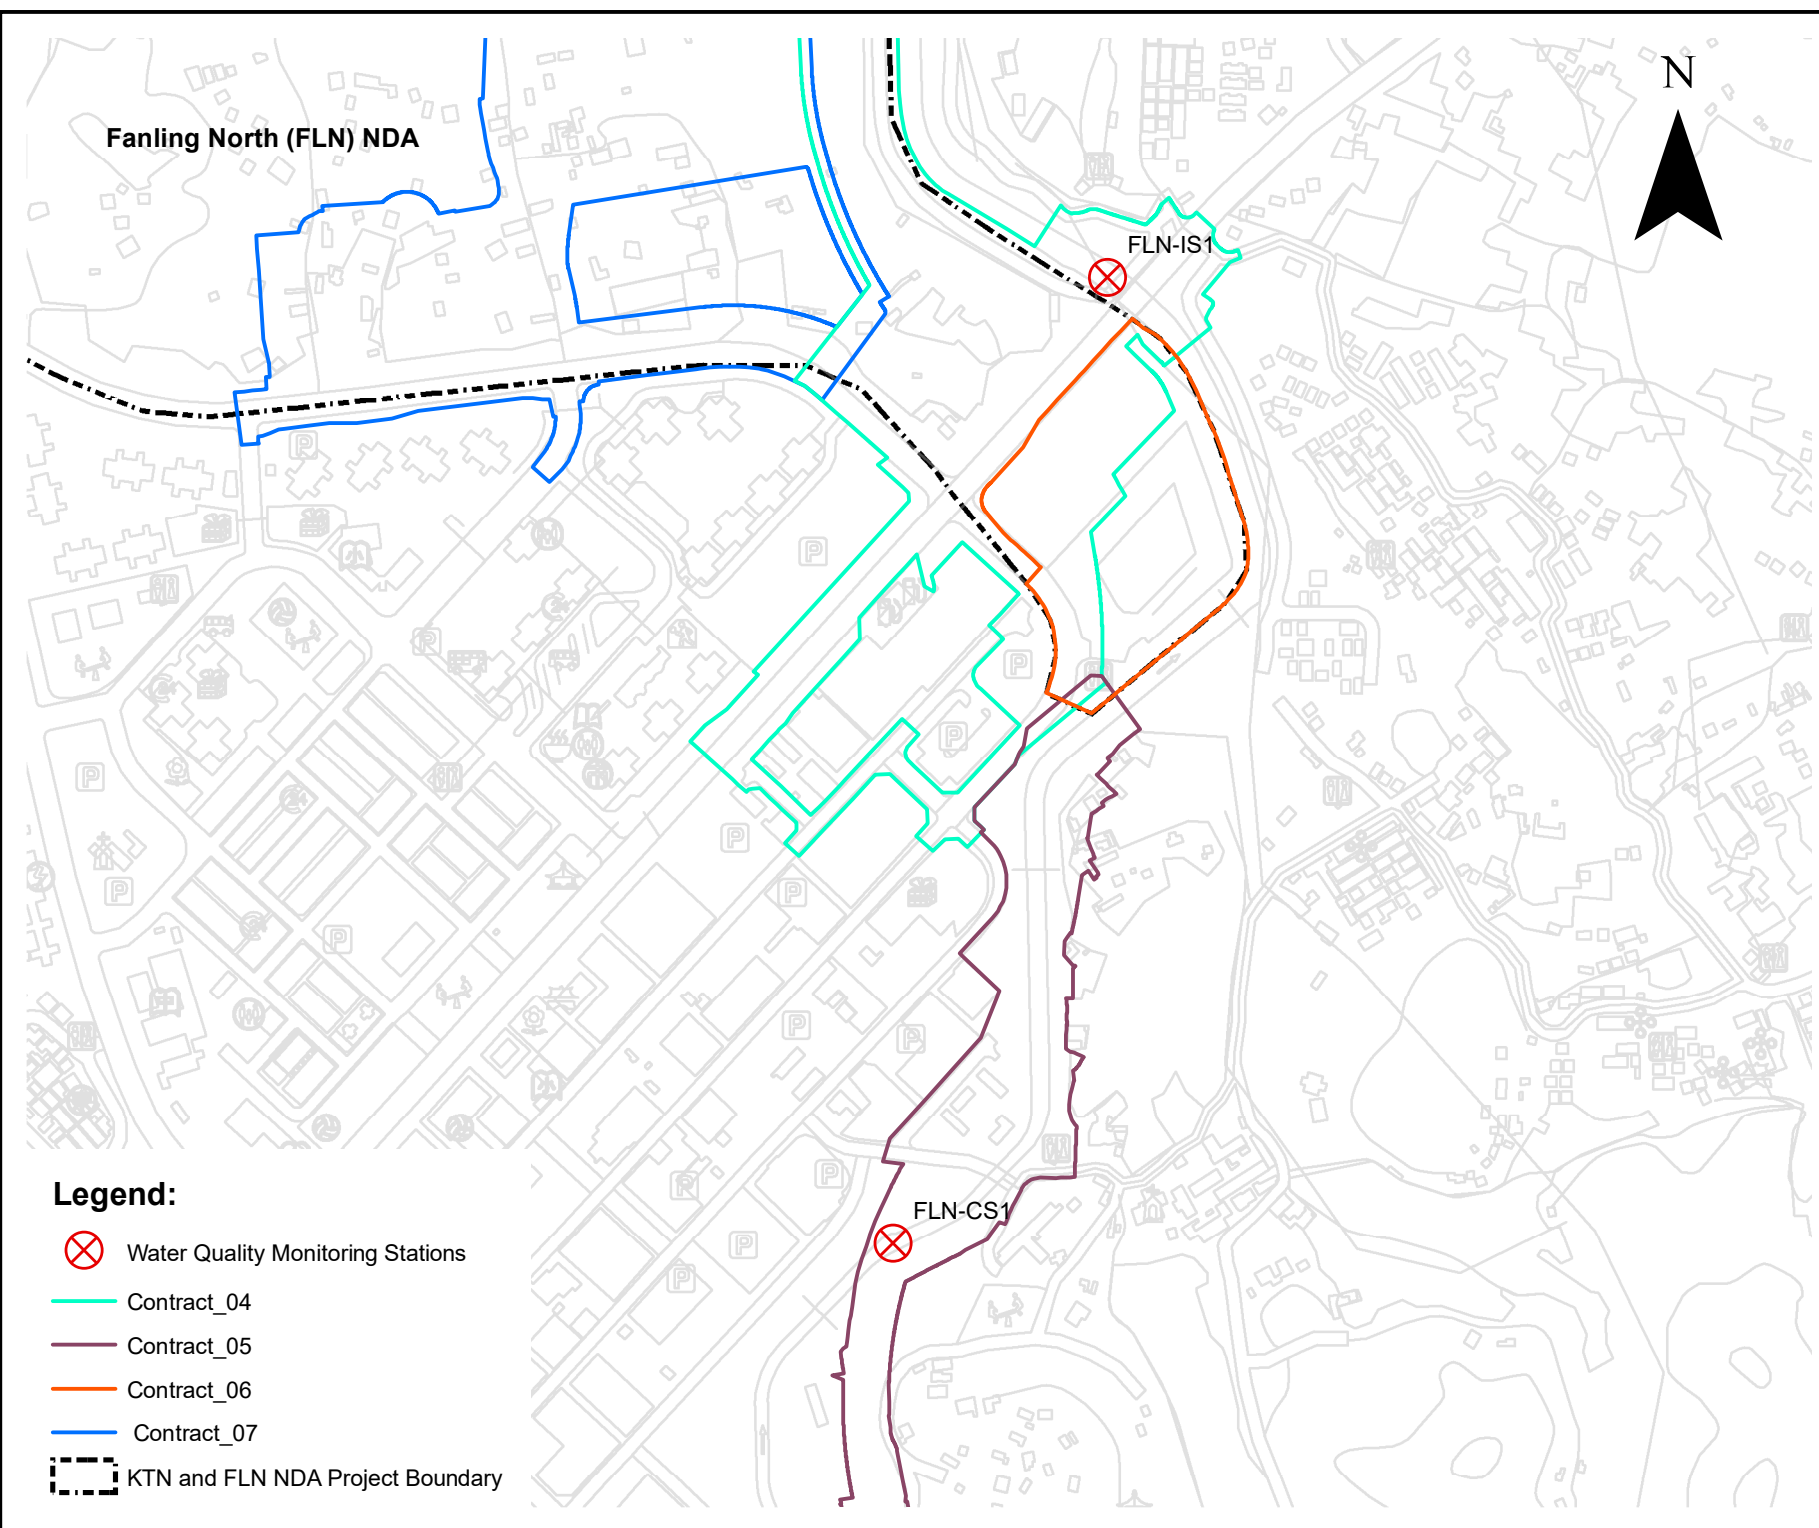 N
Fanling North (FLN) NDA
FLN-IS1
FLN-CS1
Legend:
Water Quality Monitoring Stations
Contract_04
Contract_05
Contract_06
Contract_07
KTN and FLN NDA Project Boundary